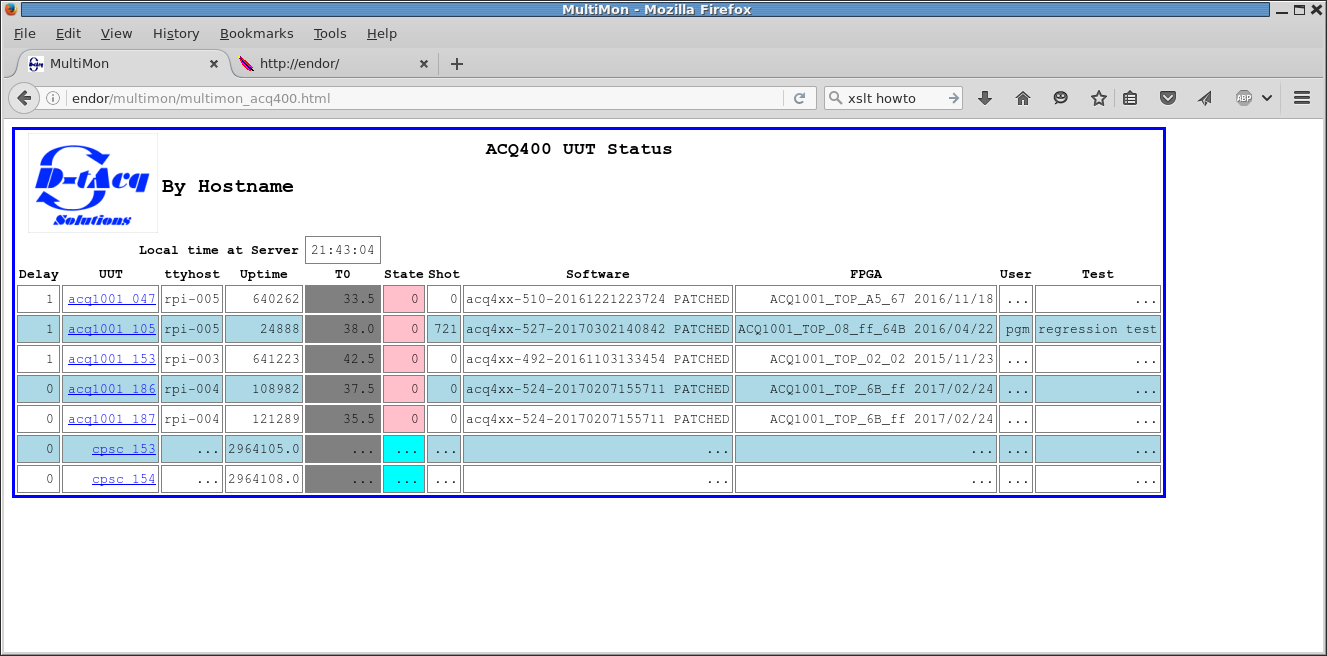 MultiMon - Mozilla Firefox
File Edit View History Bookmarks Tools Help
MultiMon http://endor/
endor/multimon/multimon_acq400.html xslt howto ABP
D-tAcq Solutions
ACQ400 UUT Status
By Hostname
Local time at Server 21:43:04
Delay UUT ttyhost Uptime T0 State Shot Software FPGA User Test
1 acq1001_047 rpi-005 640262 33.5 0 0 acq4xx-510-20161221223724 PATCHED ACQ1001_TOP_A5_67 2016/11/18 ... ...
1 acq1001_105 rpi-005 24888 38.0 0 721 acq4xx-527-20170302140842 PATCHED ACQ1001_TOP_08_ff_64B 2016/04/22 pgm regression test
1 acq1001_153 rpi-003 641223 42.5 0 0 acq4xx-492-20161103133454 PATCHED ACQ1001_TOP_02_02 2015/11/23 ... ...
0 acq1001_186 rpi-004 108982 37.5 0 0 acq4xx-524-20170207155711 PATCHED ACQ1001_TOP_6B_ff 2017/02/24 ... ...
0 acq1001_187 rpi-004 121289 35.5 0 0 acq4xx-524-20170207155711 PATCHED ACQ1001_TOP_6B_ff 2017/02/24 ... ...
0 cpsc_153 ... 2964105.0 ... ... ... ... ... ... ...
0 cpsc_154 ... 2964108.0 ... ... ... ... ... ... ...